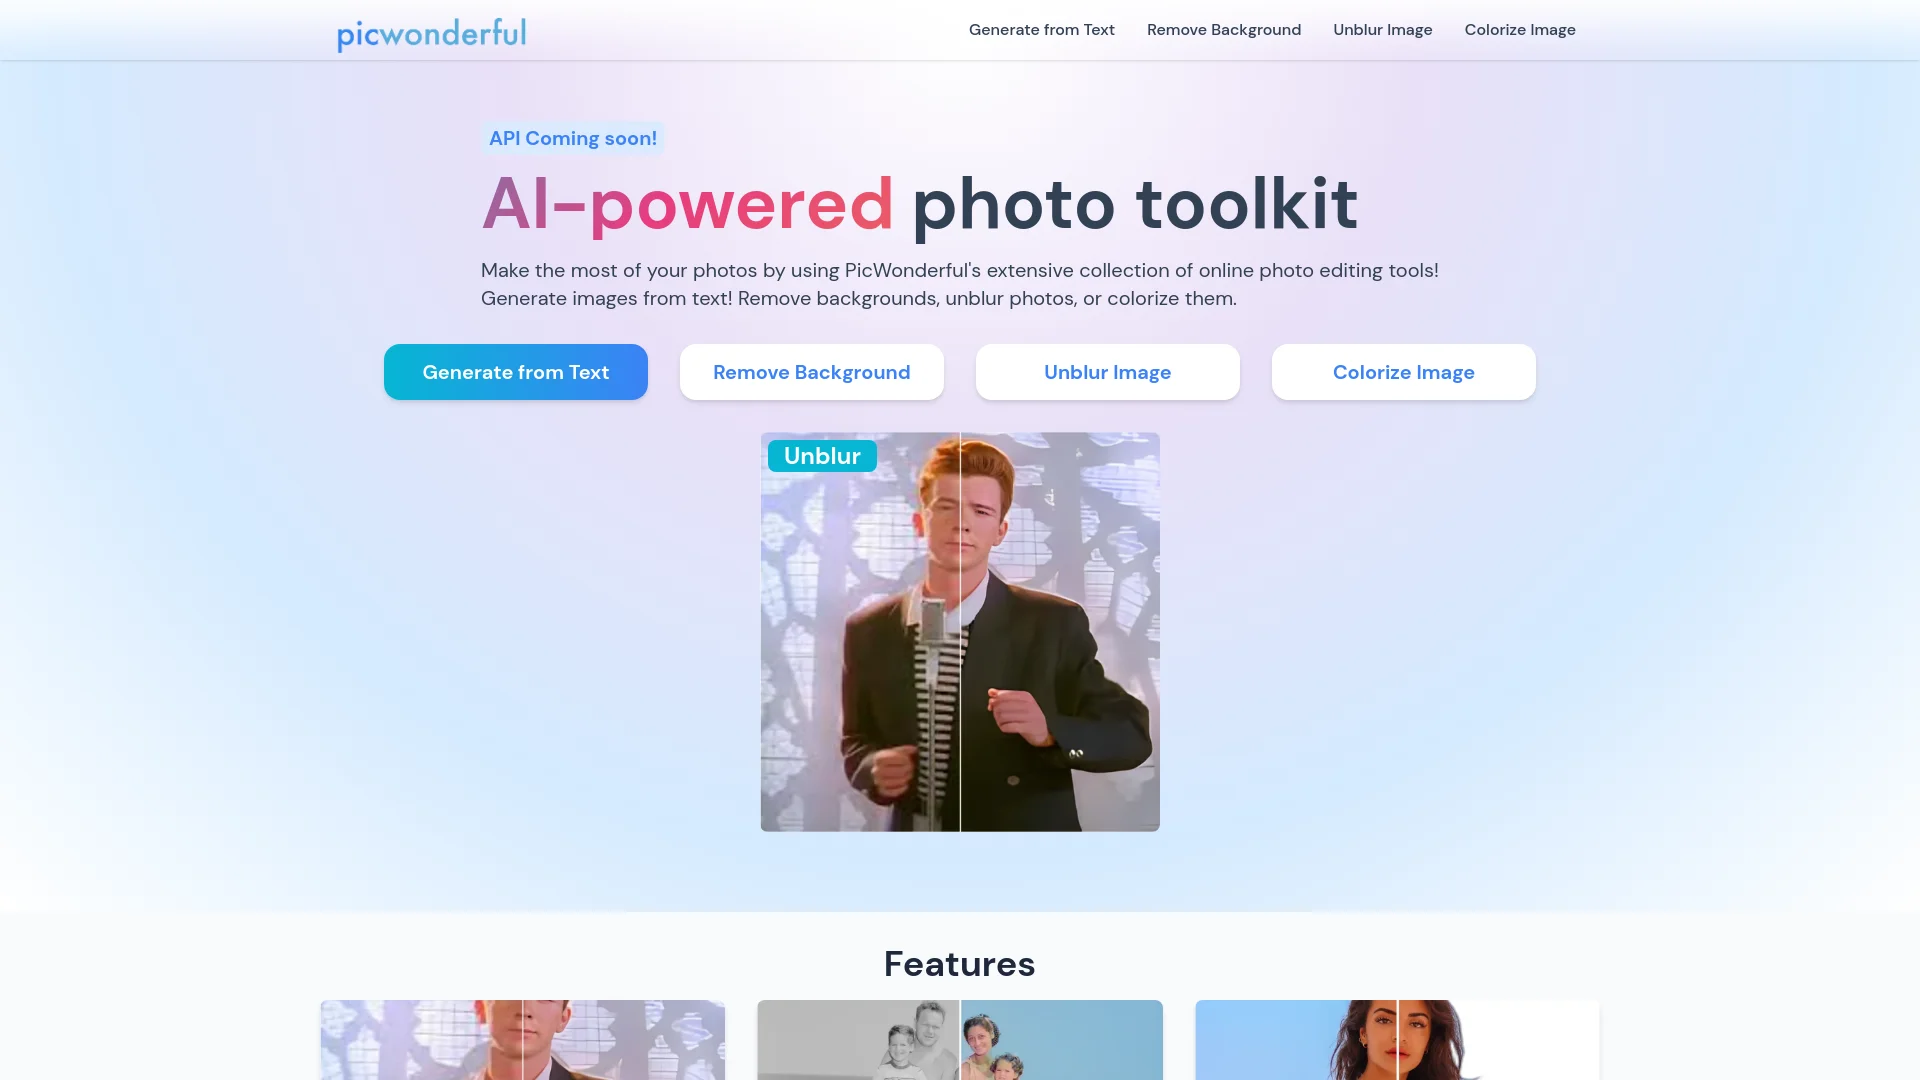 picwonderful
Generate from Text
Remove Background
Unblur Image
Colorize Image
API Coming soon!
AI-powered photo toolkit
Make the most of your photos by using PicWonderful's extensive collection of online photo editing tools!
Generate images from text! Remove backgrounds, unblur photos, or colorize them.
Generate from Text
Remove Background
Unblur Image
Colorize Image
Unblur
Features